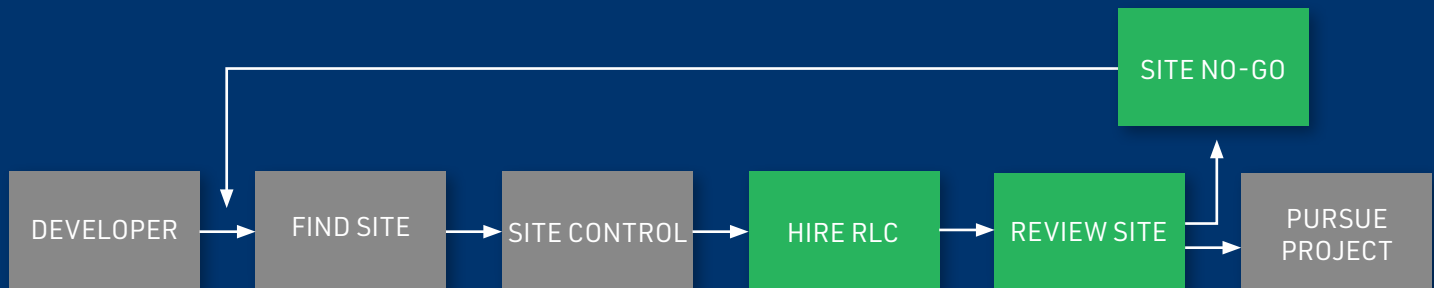 SITE NO-GO
DEVELOPER
FIND SITE
SITE CONTROL
HIRE RLC
REVIEW SITE
PURSUE
PROJECT